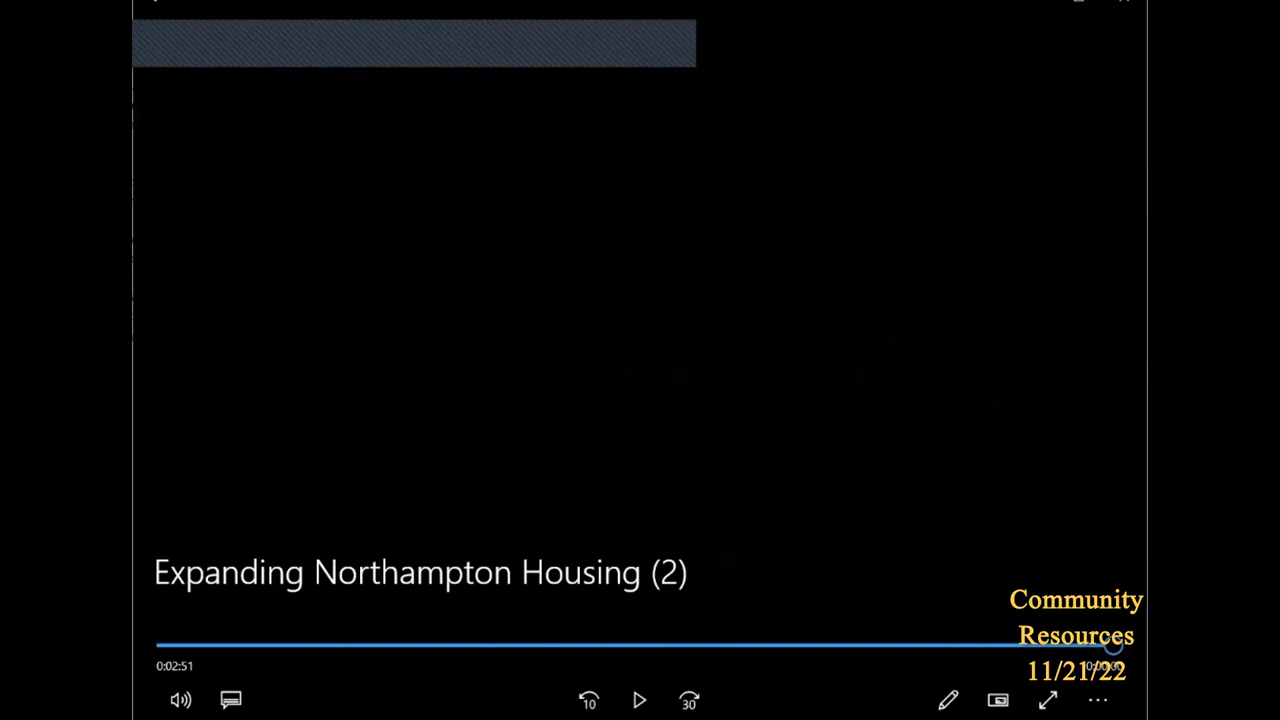 Expanding Northampton Housing (2)
Community
Resources
11/21/22
0:02:51
10
30